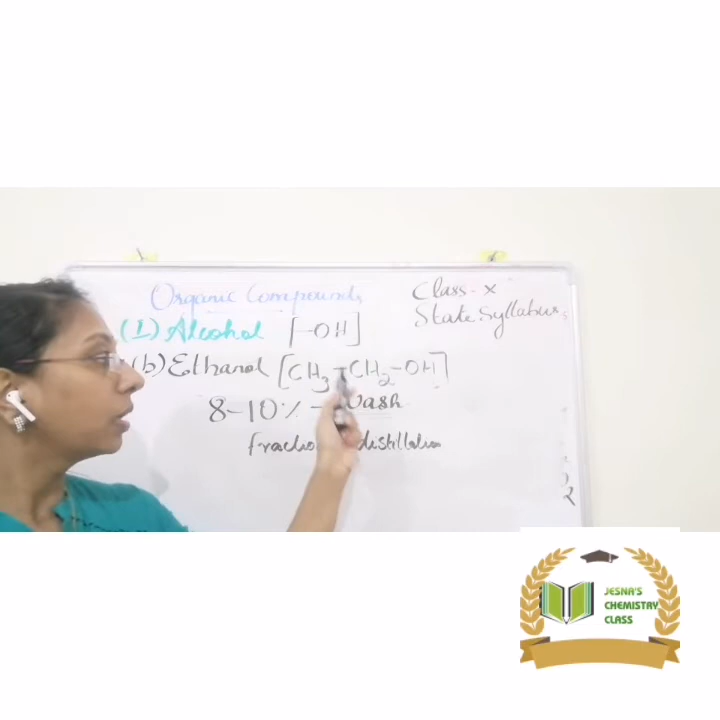 Organic Compounds
Class - X
State Syllabus
(1) Alcohol [-OH]
(b) Ethanol [CH₃-CH₂-OH]
8-10% - Wash
fractio distillation
JESNA'S
CHEMISTRY
CLASS